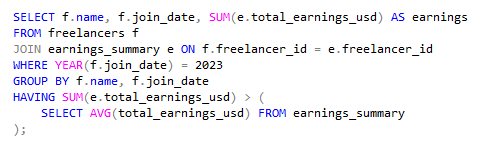 SELECT f.name, f.join_date, SUM(e.total_earnings_usd) AS earnings
FROM freelancers f
JOIN earnings_summary e ON f.freelancer_id = e.freelancer_id
WHERE YEAR(f.join_date) = 2023
GROUP BY f.name, f.join_date
HAVING SUM(e.total_earnings_usd) > (
    SELECT AVG(total_earnings_usd) FROM earnings_summary
);